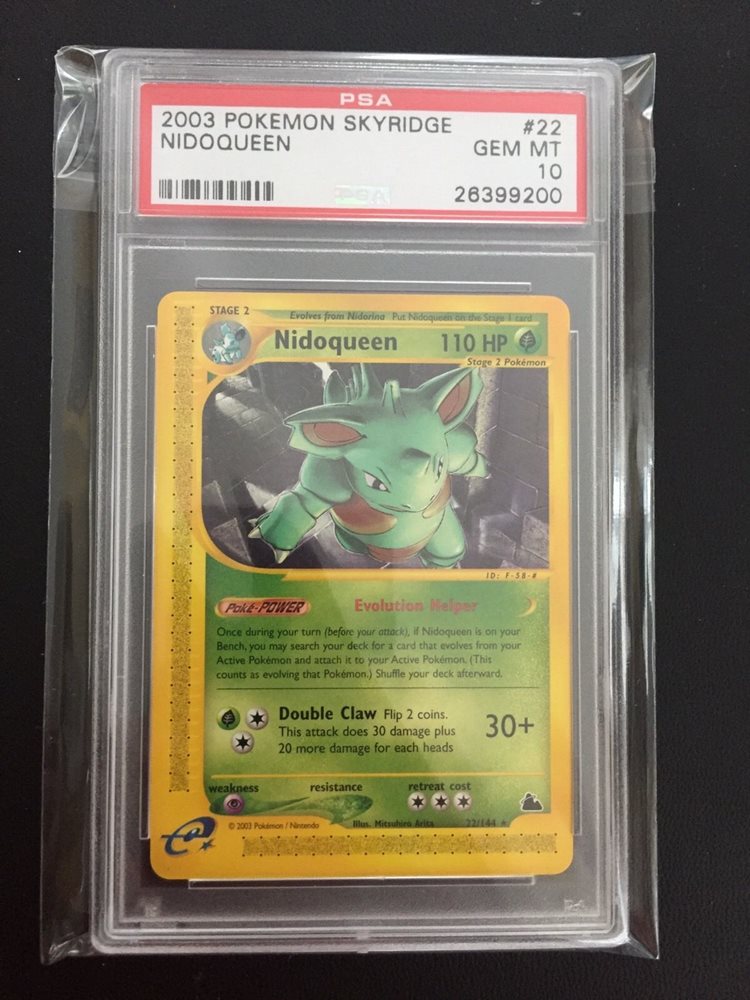 PSA
2003 POKEMON SKYRIDGE #22
NIDOQUEEN GEM MT
10
26399200
PSA
STAGE 2
Evolves from Nidorina Put Nidoqueen on the Stage 1 card
Nidoqueen 110 HP
Stage 2 Pokémon
ID: F-58-#
Poké-POWER Evolution Helper
Once during your turn (before your attack), if Nidoqueen is on your
Bench, you may search your deck for a card that evolves from your
Active Pokémon and attach it to your Active Pokémon. (This
counts as evolving that Pokémon.) Shuffle your deck afterward.
Double Claw Flip 2 coins.
This attack does 30 damage plus
20 more damage for each heads
30+
weakness resistance retreat cost
Illus. Mitsuhiro Arita 22/144 ★
© 2003 Pokémon / Nintendo
e